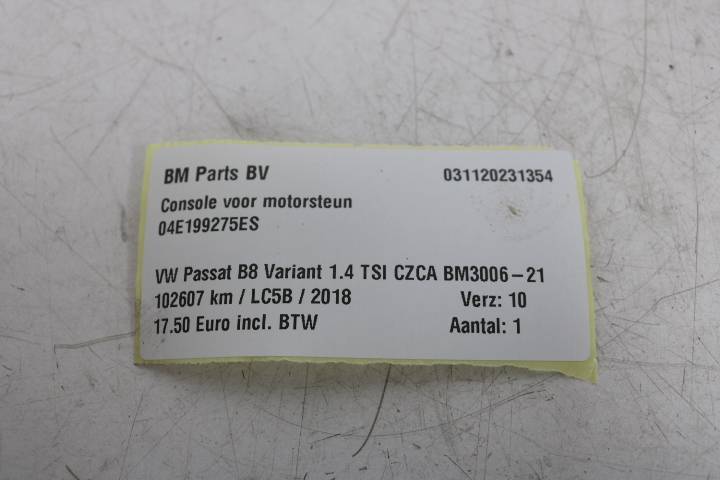 BM Parts BV 031120231354
Console voor motorsteun
04E199275ES
VW Passat B8 Variant 1.4 TSI CZCA BM3006-21
102607 km / LC5B / 2018 Verz: 10
17.50 Euro incl. BTW Aantal: 1